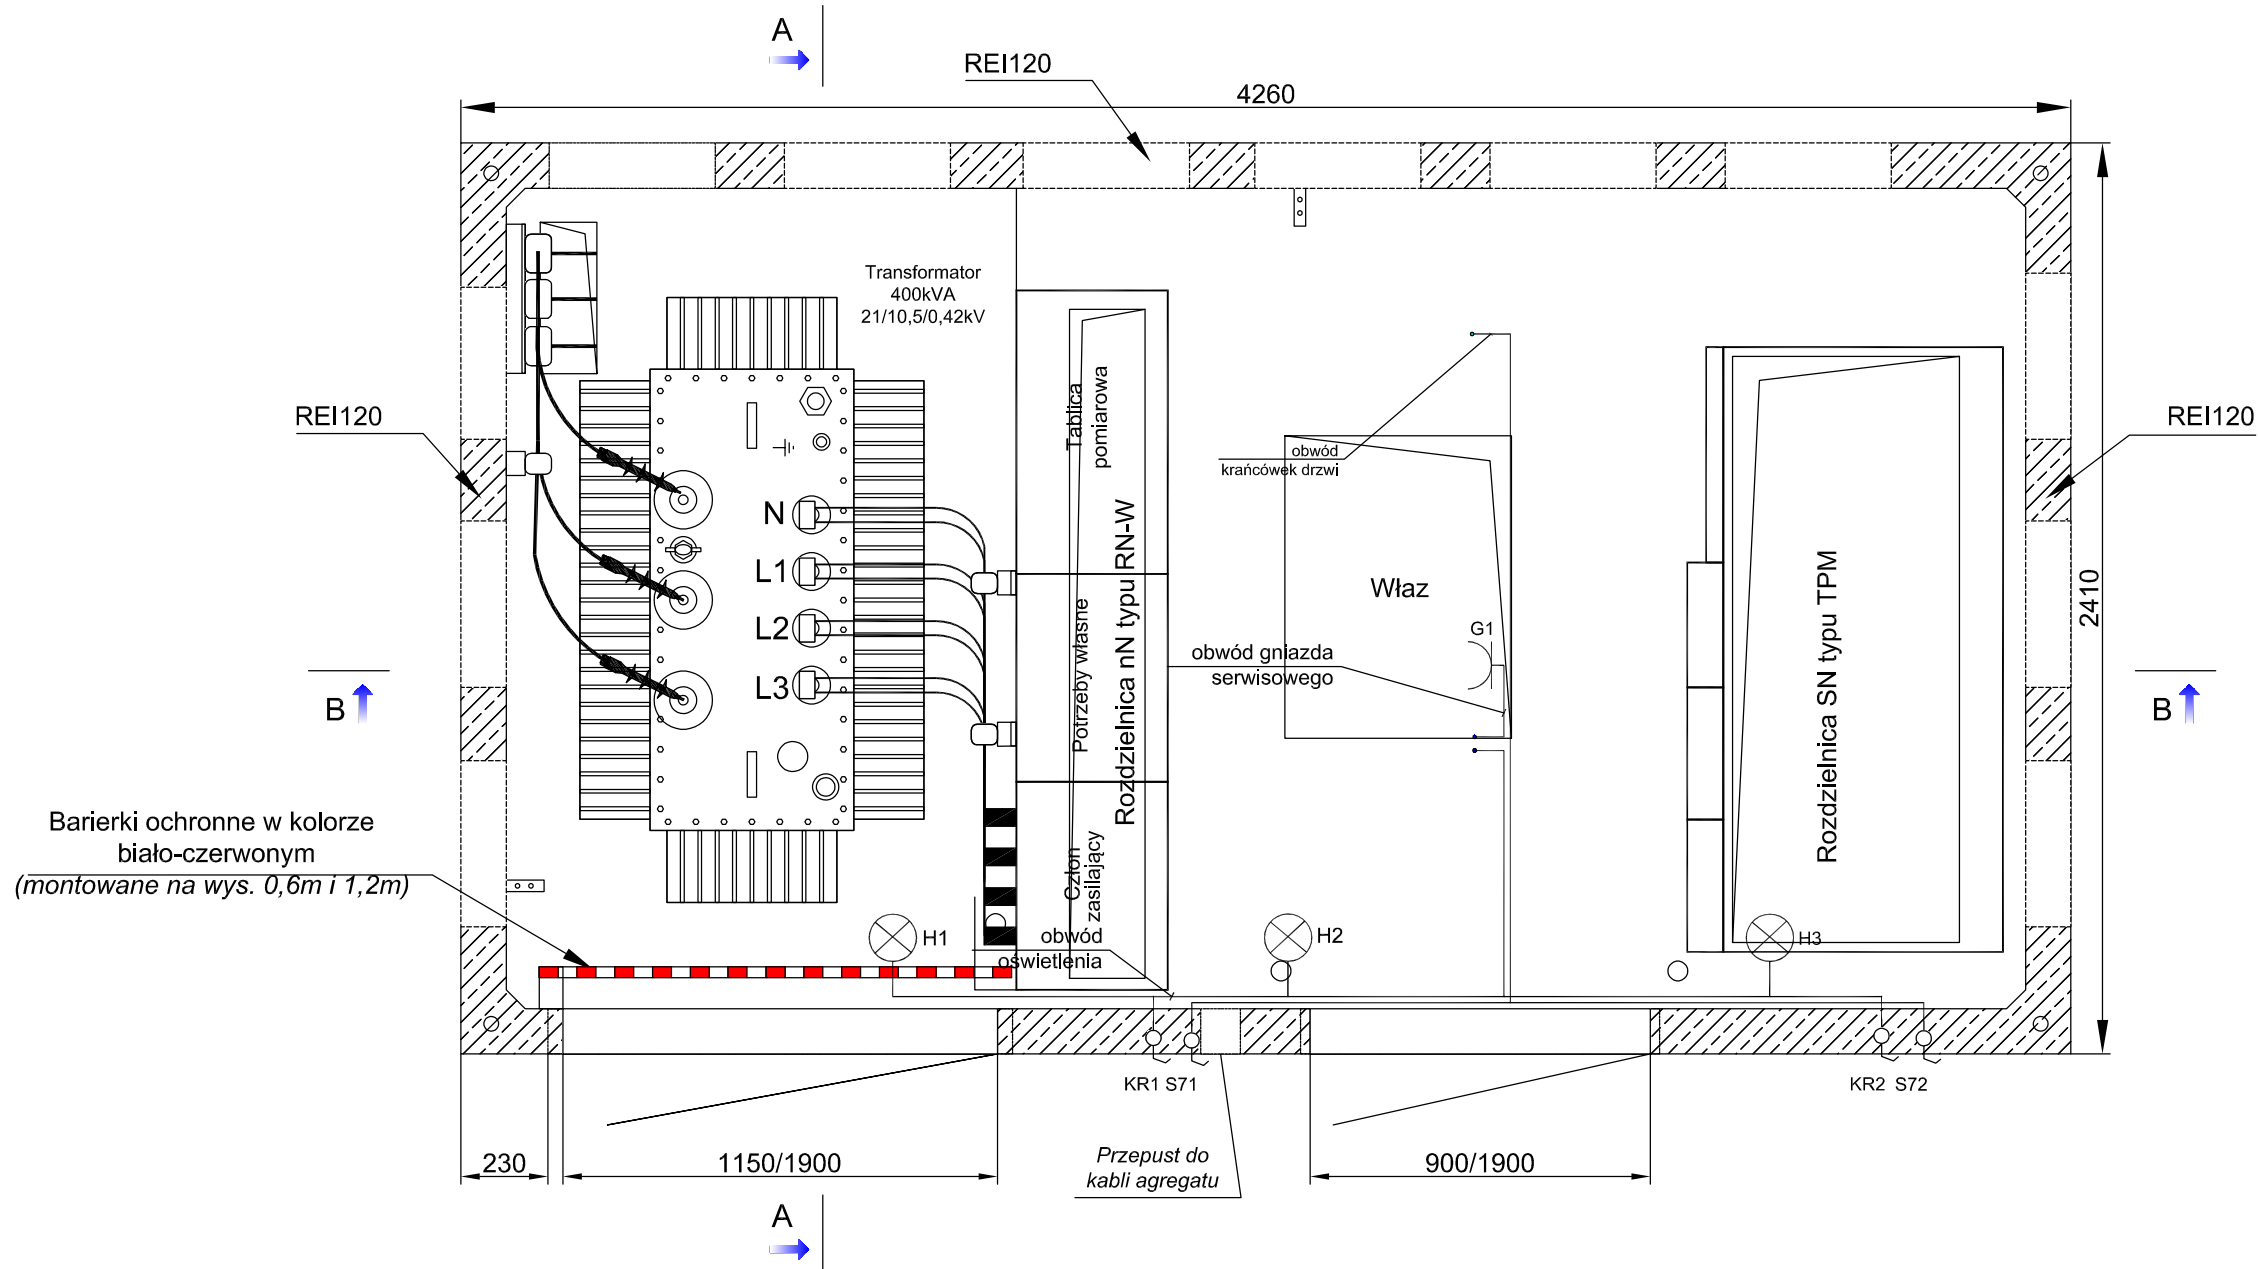 A
REI120
4260
Transformator
400kVA
21/10,5/0,42kV
REI120
REI120
Tablica
pomiarowa
obwód
krańcówek drzwi
N
L1
L2
L3
Potrzeby własne
Rozdzielnica nN typu RN-W
Właz
G1
obwód gniazda
serwisowego
Rozdzielnica SN typu TPM
2410
B
B
Barierki ochronne w kolorze
biało-czerwonym
(montowane na wys. 0,6m i 1,2m)
Człon
zasilający
H1
obwód
oświetlenia
H2
H3
KR1 S71
KR2 S72
230
1150/1900
Przepust do
kabli agregatu
900/1900
A